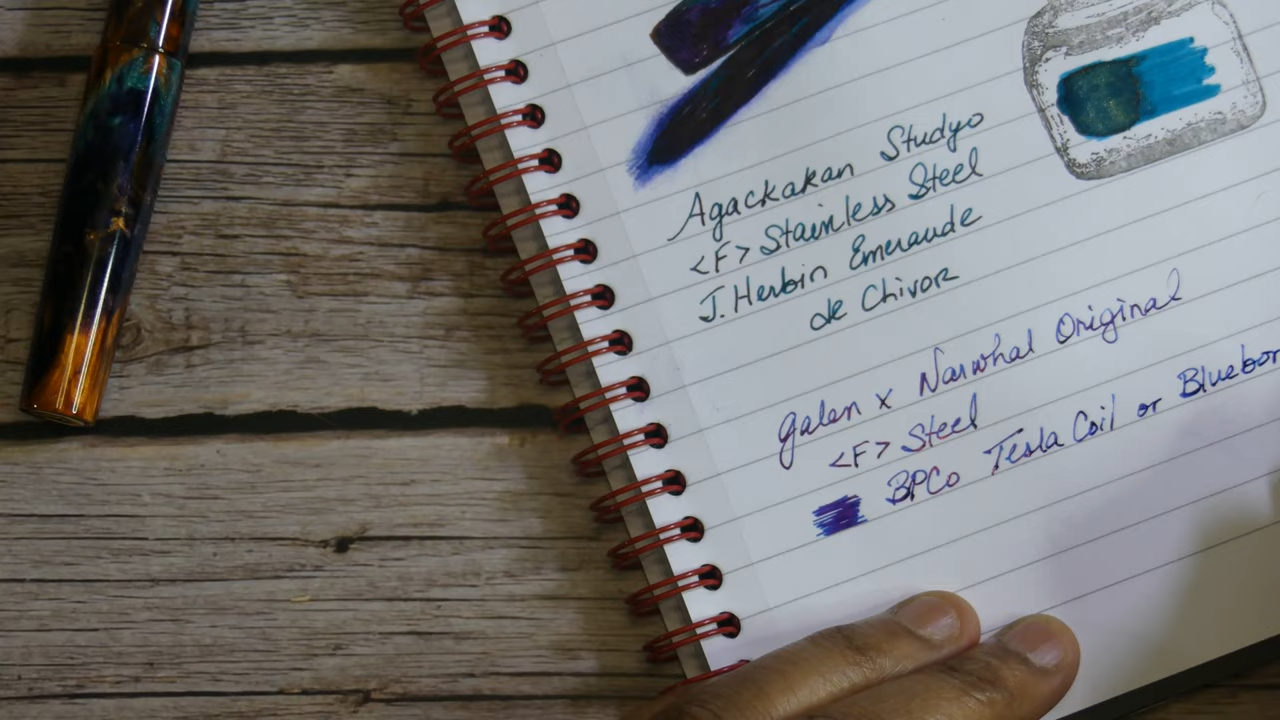 Agackakan Studyo
<F> Stainless Steel
J. Herbin Emeraude
de Chivor
Galen x Narwhal Original
<F> Steel
BPCo Tesla Coil or